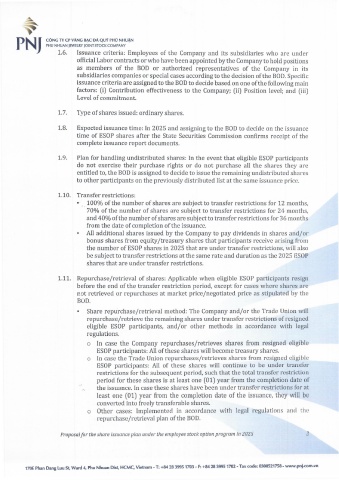 PNJ
CÔNG TY CP VÀNG BẠC ĐÁ QUÝ PHÚ NHUẬN
PHU NHUAN JEWELRY JOINT STOCK COMPANY
1.6. Issuance criteria: Employees of the Company and its subsidiaries who are under
official Labor contracts or who have been appointed by the Company to hold positions
as members of the BOD or authorized representatives of the Company in its
subsidiaries companies or special cases according to the decision of the BOD. Specific
issuance criteria are assigned to the BOD to decide based on one of the following main
factors: (i) Contribution effectiveness to the Company; (ii) Position level; and (iii)
Level of commitment.
1.7. Type of shares issued: ordinary shares.
1.8. Expected issuance time: In 2025 and assigning to the BOD to decide on the issuance
time of ESOP shares after the State Securities Commission confirms receipt of the
complete issuance report documents.
1.9. Plan for handling undistributed shares: In the event that eligible ESOP participants
do not exercise their purchase rights or do not purchase all the shares they are
entitled to, the BOD is assigned to decide to issue the remaining undistributed shares
to other participants on the previously distributed list at the same issuance price.
1.10. Transfer restrictions:
• 100% of the number of shares are subject to transfer restrictions for 12 months,
70% of the number of shares are subject to transfer restrictions for 24 months,
and 40% of the number of shares are subject to transfer restrictions for 36 months
from the date of completion of the issuance.
• All additional shares issued by the Company to pay dividends in shares and/or
bonus shares from equity/treasury shares that participants receive arising from
the number of ESOP shares in 2025 that are under transfer restrictions, will also
be subject to transfer restrictions at the same rate and duration as the 2025 ESOP
shares that are under transfer restrictions.
1.11. Repurchase/retrieval of shares: Applicable when eligible ESOP participants resign
before the end of the transfer restriction period, except for cases where shares are
not retrieved or repurchases at market price/negotiated price as stipulated by the
BOD.
• Share repurchase/retrieval method: The Company and/or the Trade Union will
repurchase/retrieve the remaining shares under transfer restrictions of resigned
eligible ESOP participants, and/or other methods in accordance with legal
regulations.
o In case the Company repurchases/retrieves shares from resigned eligible
ESOP participants: All of these shares will become treasury shares.
o In case the Trade Union repurchases/retrieves shares from resigned eligible
ESOP participants: All of these shares will continue to be under transfer
restrictions for the subsequent period, such that the total transfer restriction
period for these shares is at least one (01) year from the completion date of
the issuance. In case these shares have been under transfer restrictions for at
least one (01) year from the completion date of the issuance, they will be
converted into freely transferable shares.
o Other cases: Implemented in accordance with legal regulations and the
repurchase/retrieval plan of the BOD.
Proposal for the share issuance plan under the employee stock option program in 2025 2
170E Phan Dang Luu St, Ward 3, Phu Nhuan Dist, HCMC, Vietnam - T: +84 28 3995 1703 - F: +84 28 3995 1702 - Tax code: 0300521758 - www.pnj.com.vn